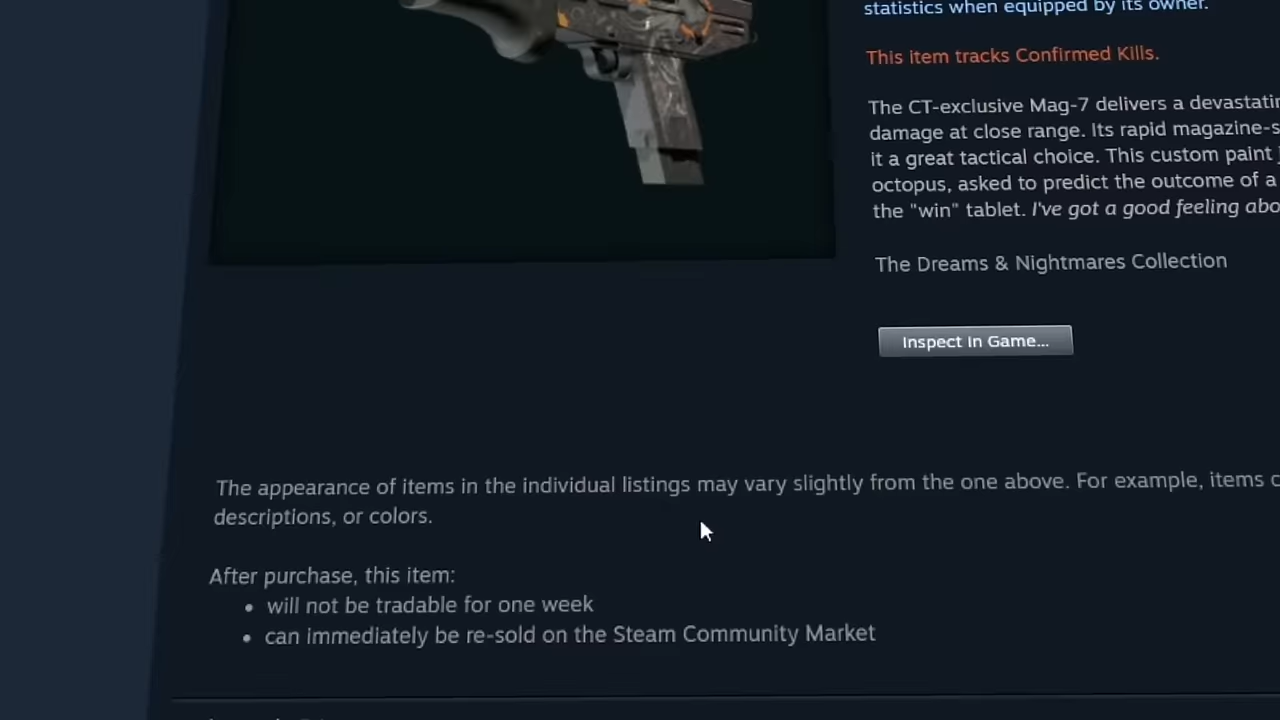 statistics when equipped by its owner.
This item tracks Confirmed Kills.
The CT-exclusive Mag-7 delivers a
damage at close range. Its rapid
it a great tactical choice. This custom paint
octopus, asked to predict the outcome of a
the "win" tablet. I've got a good feeling
The Dreams & Nightmares Collection
Inspect in Game...
The appearance of items in the individual listings may vary slightly from the one above. For example, items
descriptions, or colors.
After purchase, this item:
• will not be tradable for one week
• can immediately be re-sold on the Steam Community Market